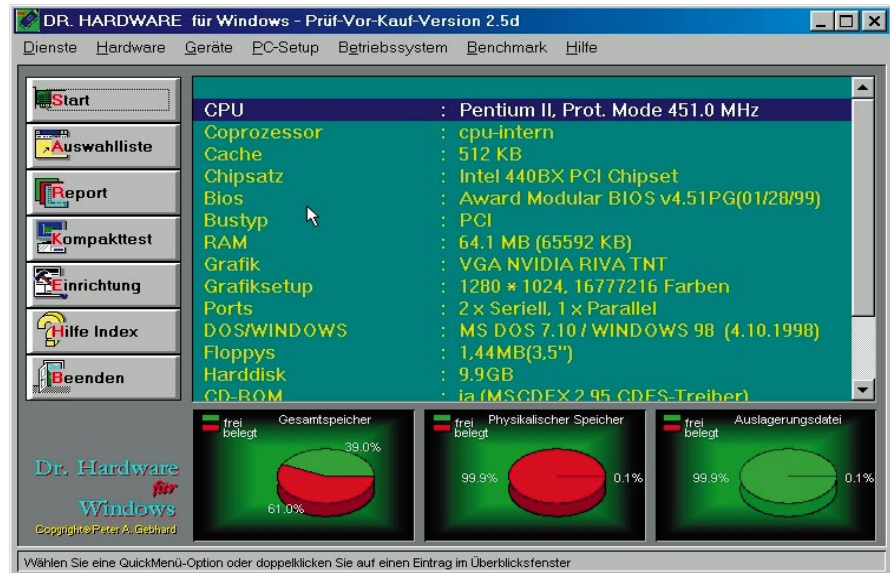 DR. HARDWARE für Windows - Prüf-Vor-Kauf-Version 2.5d
Dienste Hardware Geräte PC-Setup Betriebssystem Benchmark Hilfe
Start
Auswahlliste
Report
Kompakttest
Einrichtung
Hilfe Index
Beenden
CPU : Pentium II, Prot. Mode 451.0 MHz
Coprozessor : cpu-intern
Cache : 512 KB
Chipsatz : Intel 440BX PCI Chipset
Bios : Award Modular BIOS v4.51PG(01/28/99)
Bustyp : PCI
RAM : 64.1 MB (65592 KB)
Grafik : VGA NVIDIA RIVA TNT
Grafiksetup : 1280 * 1024, 16777216 Farben
Ports : 2 x Seriell, 1 x Parallel
DOS/WINDOWS : MS DOS 7.10 / WINDOWS 98 (4.10.1998)
Floppys : 1,44MB(3,5")
Harddisk : 9.9GB
CD-ROM : ja (MSCDEX 2.95 CDFS-Treiber)
Dr. Hardware
für
Windows
Copyright © Peter A. Gebhard
frei Gesamtspeicher
belegt
39.0%
61.0%
frei Physikalischer Speicher
belegt
99.9% 0.1%
frei Auslagerungsdatei
belegt
99.9% 0.1%
Wählen Sie eine QuickMenü-Option oder doppelklicken Sie auf einen Eintrag im Überblicksfenster